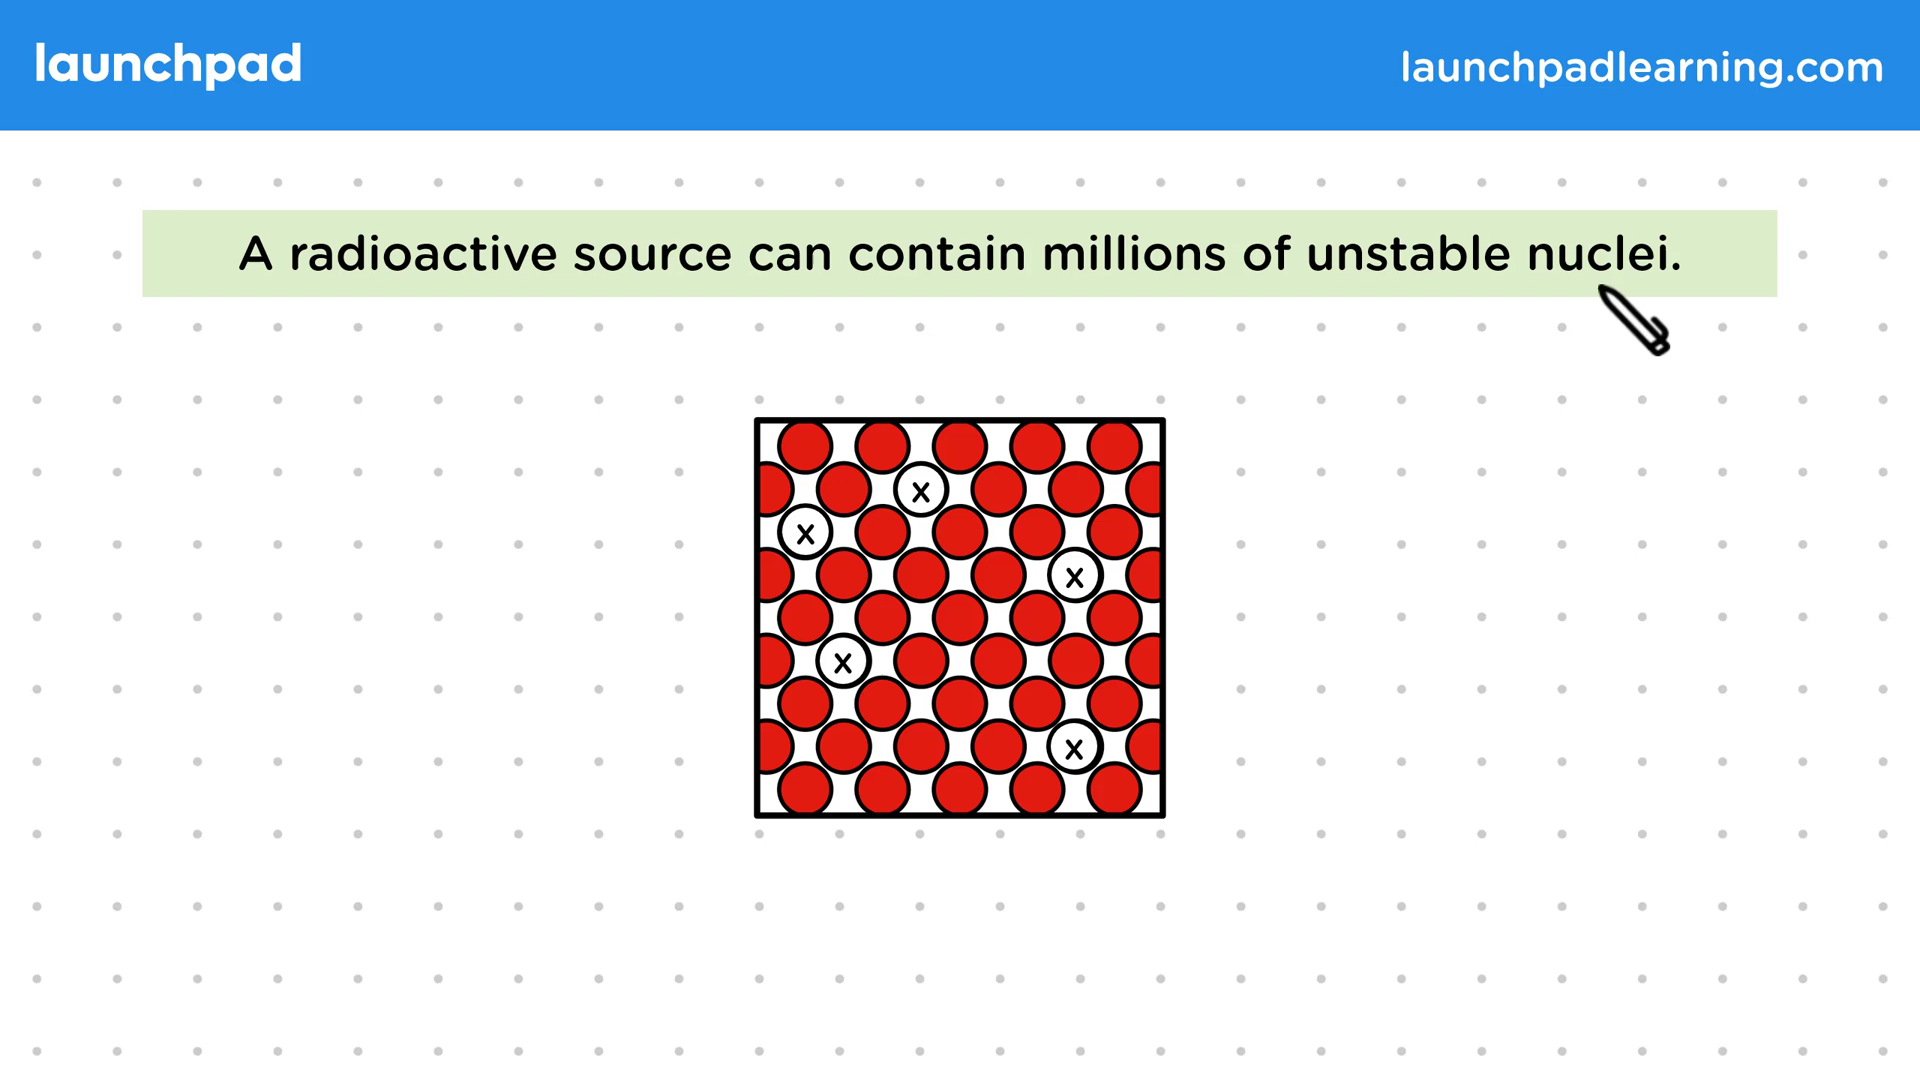 launchpad
launchpadlearning.com
A radioactive source can contain millions of unstable nuclei.
x
x
x
x
x